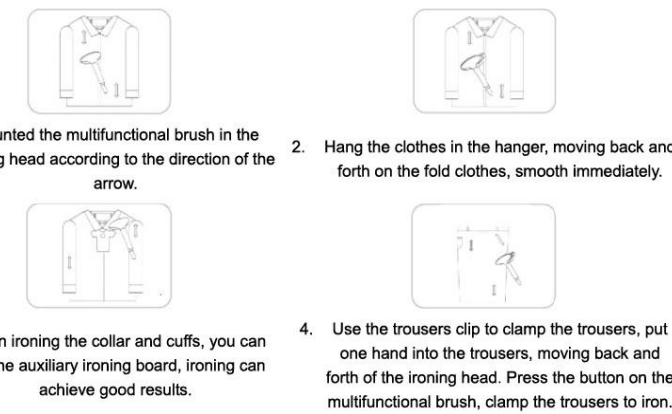 unted the multifunctional brush in the
g head according to the direction of the
arrow.
2. Hang the clothes in the hanger, moving back and
forth on the fold clothes, smooth immediately.
n ironing the collar and cuffs, you can
he auxiliary ironing board, ironing can
achieve good results.
4. Use the trousers clip to clamp the trousers, put
one hand into the trousers, moving back and
forth of the ironing head. Press the button on the
multifunctional brush, clamp the trousers to iron.